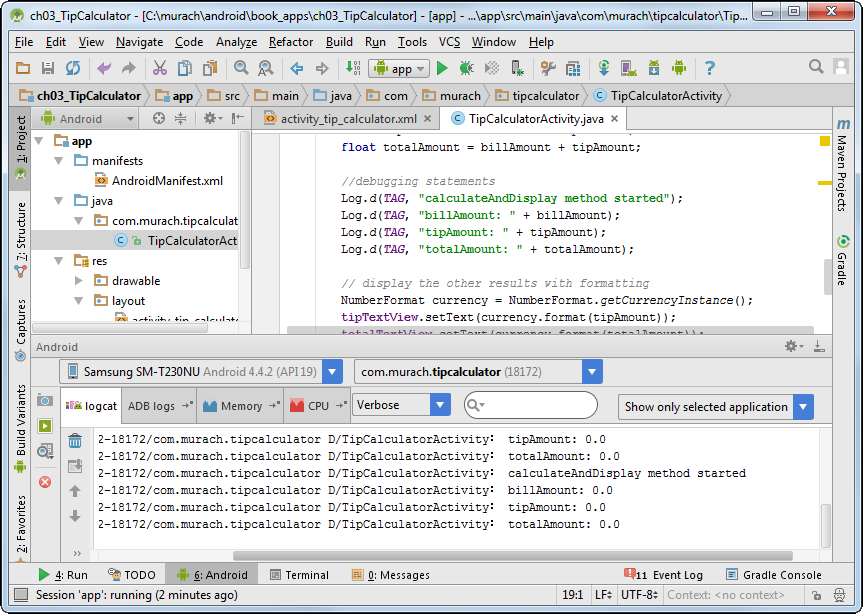 ch03_TipCalculator - [C:\murach\android\book_apps\ch03_TipCalculator] - [app] - ...\app\src\main\java\com\murach\tipcalculator\Tip...
File Edit View Navigate Code Analyze Refactor Build Run Tools VCS Window Help
app
ch03_TipCalculator app src main java com murach tipcalculator TipCalculatorActivity
1: Project
7: Structure
Captures
Build Variants
2: Favorites
Android
app
manifests
AndroidManifest.xml
java
com.murach.tipcalculat
TipCalculatorAct
res
drawable
layout
activity_tip_calculato
activity_tip_calculator.xml TipCalculatorActivity.java
float totalAmount = billAmount + tipAmount;
//debugging statements
Log.d(TAG, "calculateAndDisplay method started");
Log.d(TAG, "billAmount: " + billAmount);
Log.d(TAG, "tipAmount: " + tipAmount);
Log.d(TAG, "totalAmount: " + totalAmount);
// display the other results with formatting
NumberFormat currency = NumberFormat.getCurrencyInstance();
tipTextView.setText(currency.format(tipAmount));
totalTextView.setText(currency.format(totalAmount));
m
Maven Projects
Gradle
Android
Samsung SM-T230NU Android 4.4.2 (API 19) com.murach.tipcalculator (18172)
logcat ADB logs Memory CPU Verbose Show only selected application
2-18172/com.murach.tipcalculator D/TipCalculatorActivity: tipAmount: 0.0
2-18172/com.murach.tipcalculator D/TipCalculatorActivity: totalAmount: 0.0
2-18172/com.murach.tipcalculator D/TipCalculatorActivity: calculateAndDisplay method started
2-18172/com.murach.tipcalculator D/TipCalculatorActivity: billAmount: 0.0
2-18172/com.murach.tipcalculator D/TipCalculatorActivity: tipAmount: 0.0
2-18172/com.murach.tipcalculator D/TipCalculatorActivity: totalAmount: 0.0
4: Run TODO 6: Android Terminal 0: Messages 11 Event Log Gradle Console
Session 'app': running (2 minutes ago) 19:1 LF UTF-8 Context: <no context>